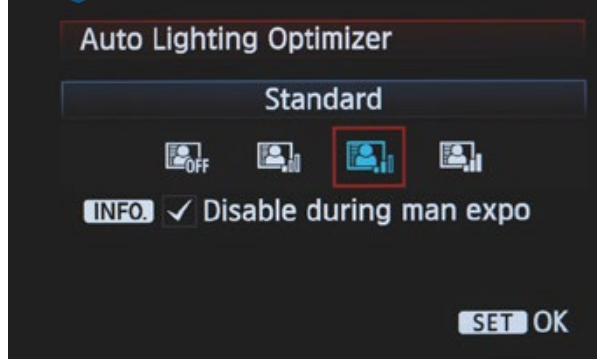 Auto Lighting Optimizer
Standard
OFF
INFO. ✓ Disable during man expo
SET OK